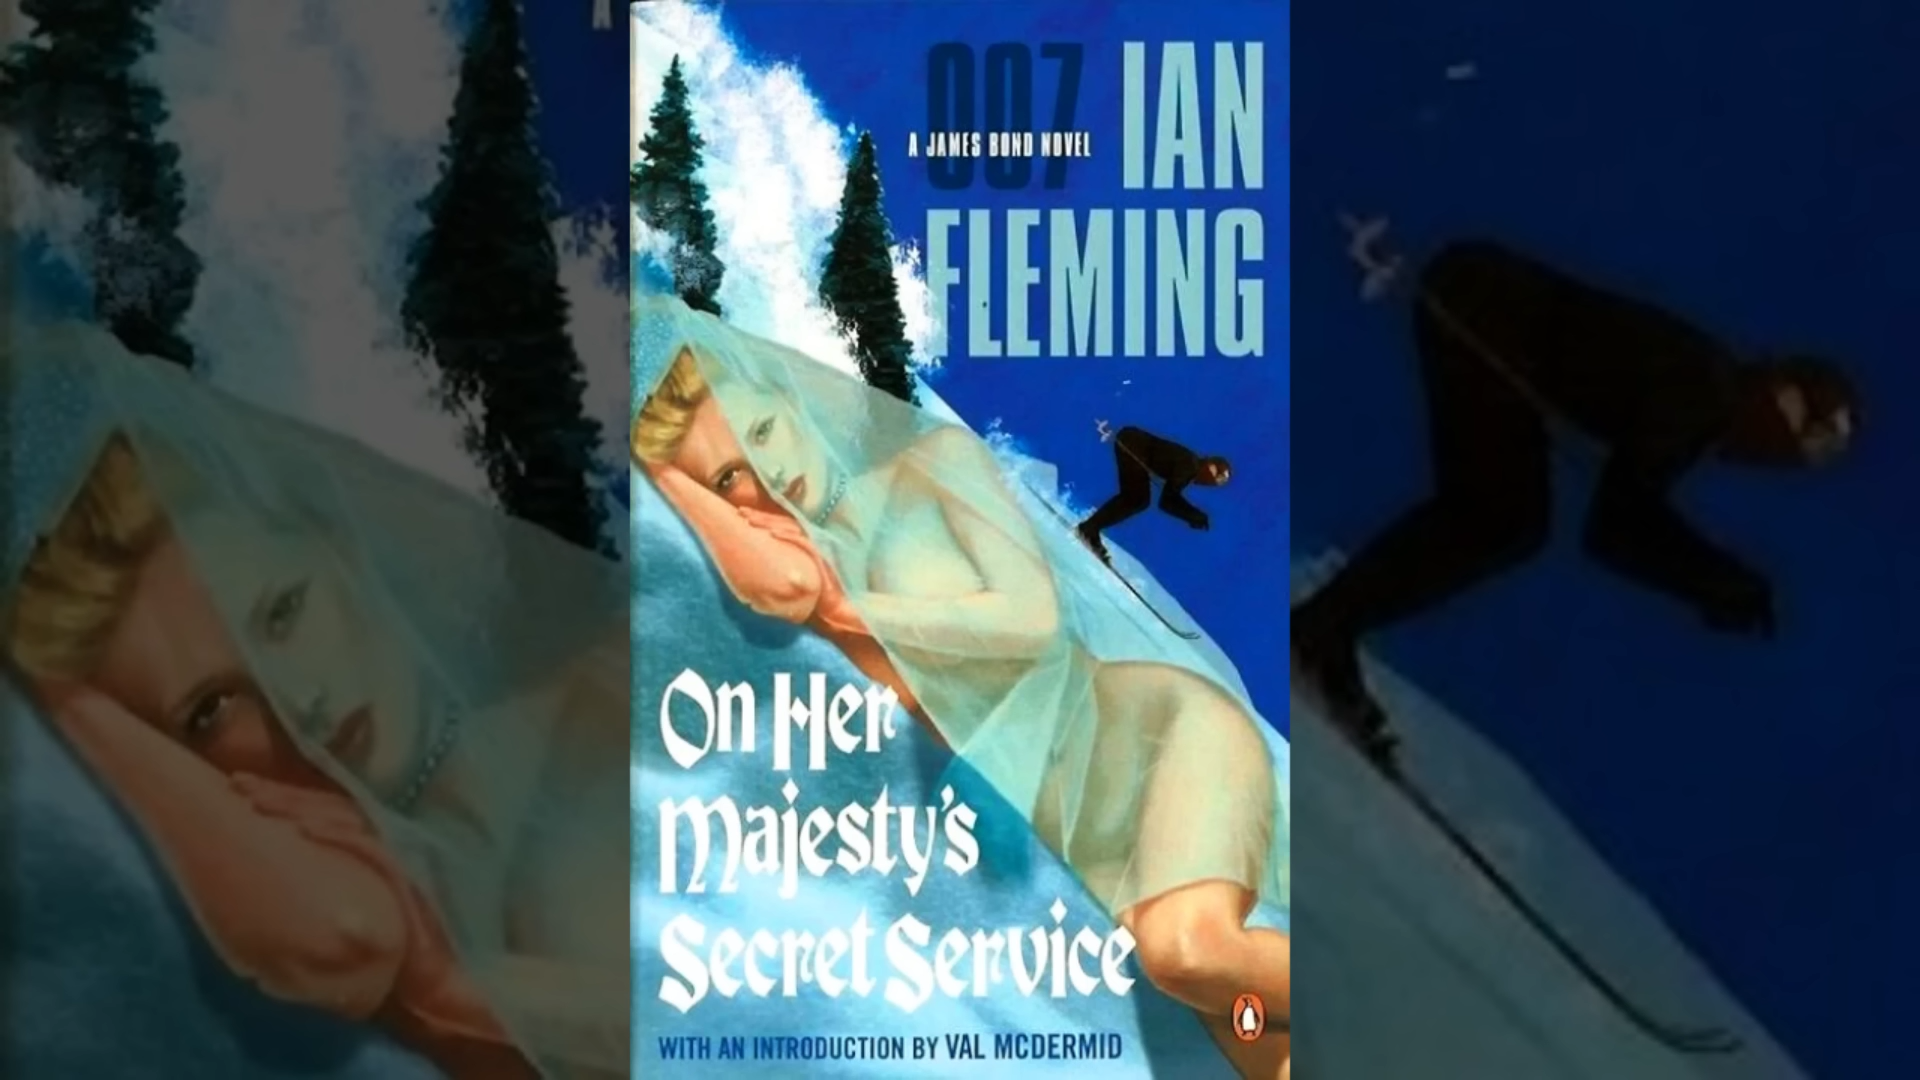 007
A JAMES BOND NOVEL
IAN
FLEMING
On Her
Majesty's
Secret Service
WITH AN INTRODUCTION BY VAL MCDERMID
A